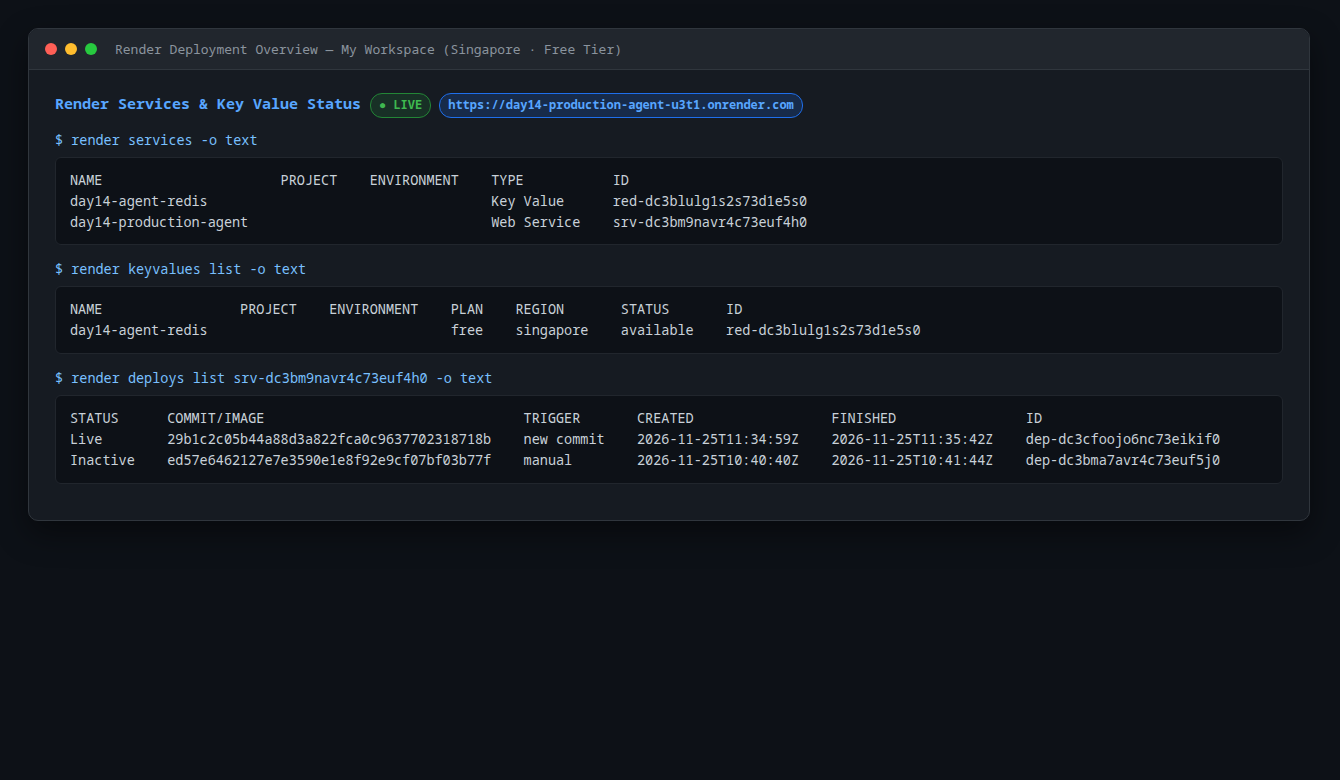 Render Deployment Overview — My Workspace (Singapore · Free Tier)
Render Services & Key Value Status ● LIVE https://day14-production-agent-u3t1.onrender.com
$ render services -o text
NAME PROJECT ENVIRONMENT TYPE ID
day14-agent-redis Key Value red-dc3blulg1s2s73d1e5s0
day14-production-agent Web Service srv-dc3bm9navr4c73euf4h0
$ render keyvalues list -o text
NAME PROJECT ENVIRONMENT PLAN REGION STATUS ID
day14-agent-redis free singapore available red-dc3blulg1s2s73d1e5s0
$ render deploys list srv-dc3bm9navr4c73euf4h0 -o text
STATUS COMMIT/IMAGE TRIGGER CREATED FINISHED ID
Live 29b1c2c05b44a88d3a822fca0c9637702318718b new commit 2026-11-25T11:34:59Z 2026-11-25T11:35:42Z dep-dc3cfoojo6nc73eikif0
Inactive ed57e6462127e7e3590e1e8f92e9cf07bf03b77f manual 2026-11-25T10:40:40Z 2026-11-25T10:41:44Z dep-dc3bma7avr4c73euf5j0